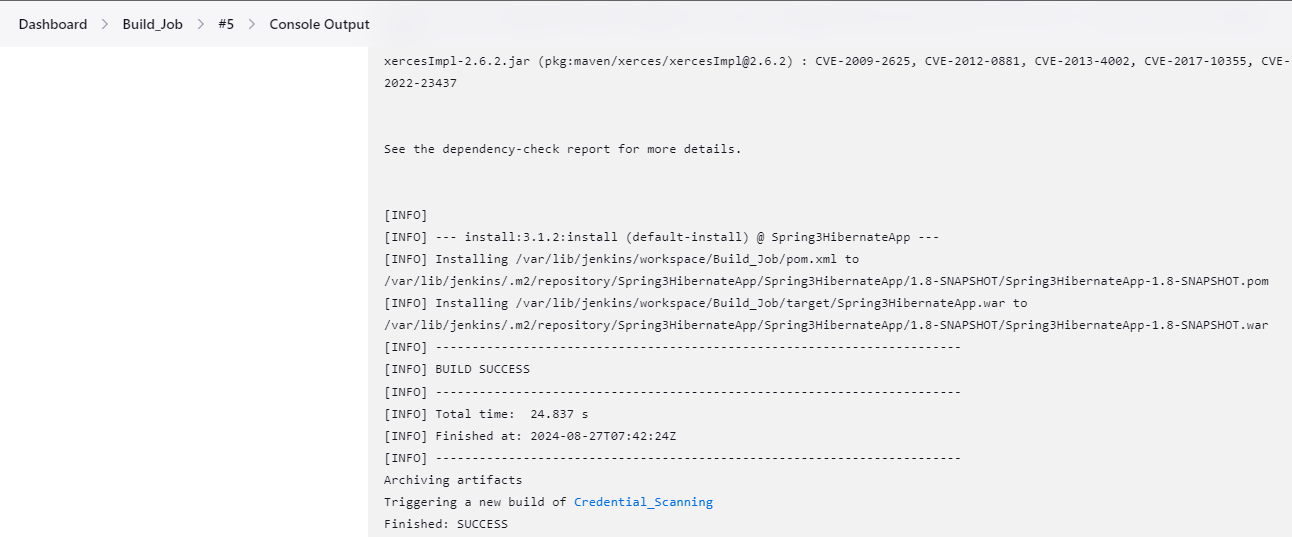 Dashboard > Build_Job > #5 > Console Output
xercesImpl-2.6.2.jar (pkg:maven/xerces/xercesImpl@2.6.2) : CVE-2009-2625, CVE-2012-0881, CVE-2013-4002, CVE-2017-10355, CVE-
2022-23437
See the dependency-check report for more details.
[INFO]
[INFO] --- install:3.1.2:install (default-install) @ Spring3HibernateApp ---
[INFO] Installing /var/lib/jenkins/workspace/Build_Job/pom.xml to
/var/lib/jenkins/.m2/repository/Spring3HibernateApp/Spring3HibernateApp/1.8-SNAPSHOT/Spring3HibernateApp-1.8-SNAPSHOT.pom
[INFO] Installing /var/lib/jenkins/workspace/Build_Job/target/Spring3HibernateApp.war to
/var/lib/jenkins/.m2/repository/Spring3HibernateApp/Spring3HibernateApp/1.8-SNAPSHOT/Spring3HibernateApp-1.8-SNAPSHOT.war
[INFO] ------------------------------------------------------------------------
[INFO] BUILD SUCCESS
[INFO] ------------------------------------------------------------------------
[INFO] Total time:  24.837 s
[INFO] Finished at: 2024-08-27T07:42:24Z
[INFO] ------------------------------------------------------------------------
Archiving artifacts
Triggering a new build of Credential_Scanning
Finished: SUCCESS